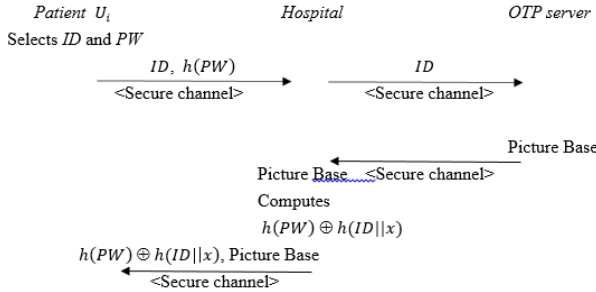 Patient U_i Hospital OTP server
Selects ID and PW
ID, h(PW) ID
<Secure channel> <Secure channel>
Picture Base
Picture Base <Secure channel>
Computes
h(PW) ⊕ h(ID||x)
h(PW) ⊕ h(ID||x), Picture Base
<Secure channel>